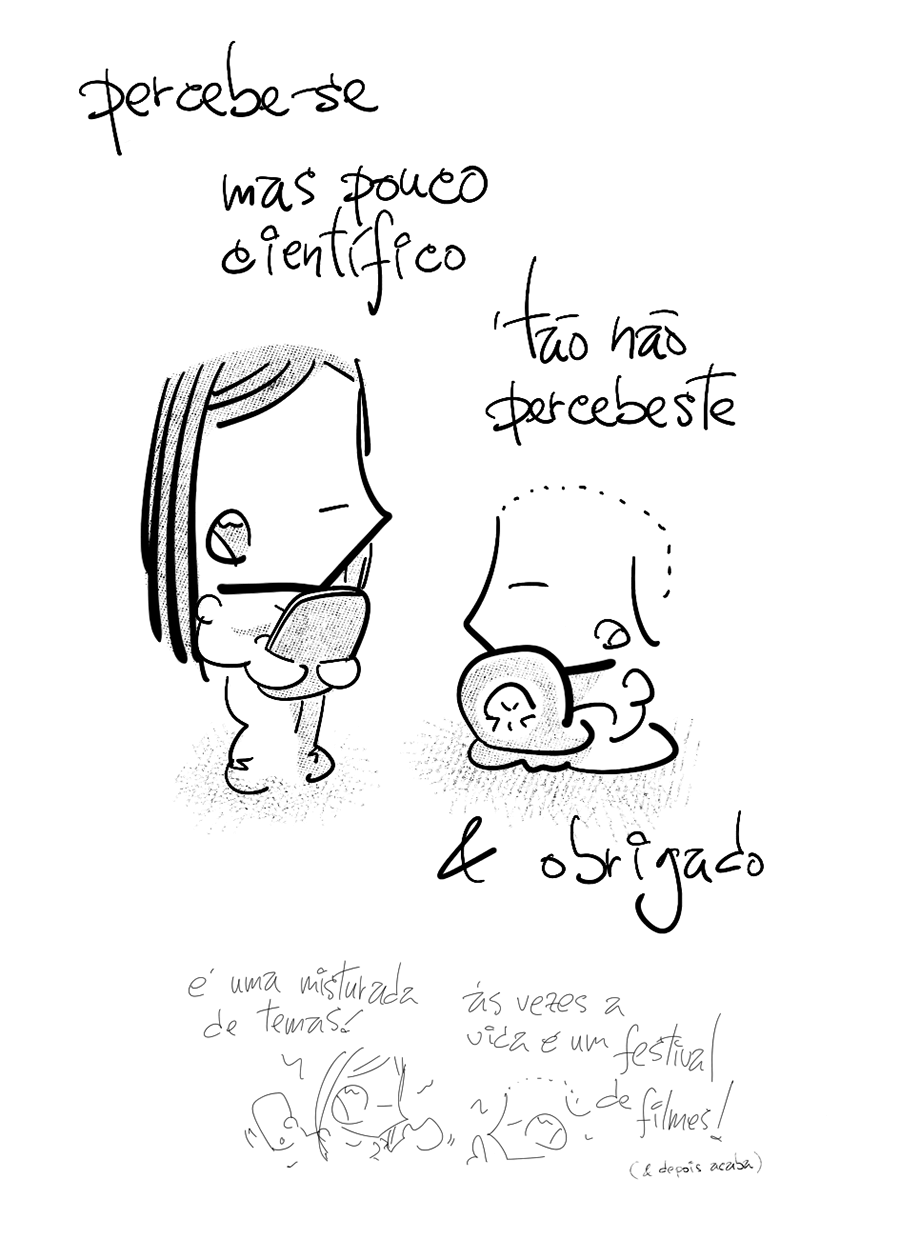 percebe-se
mas pouco
científico
'tão não
percebeste
& obrigado
é uma misturada
de temas!
às vezes a
vida é um festival
de filmes!
(& depois acaba)